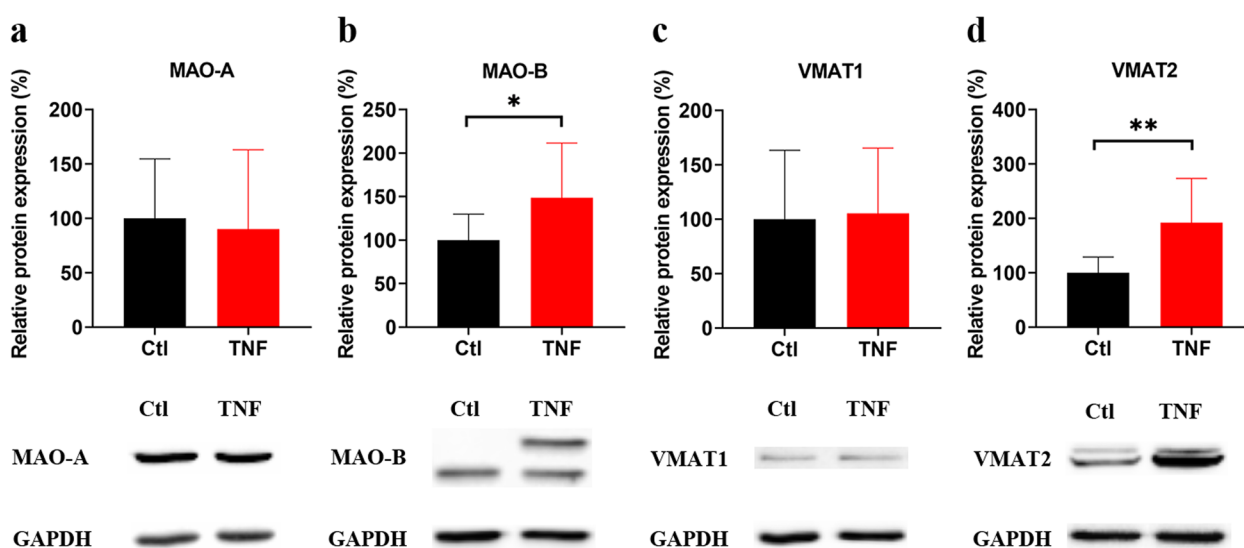 a
MAO-A
Relative protein expression (%)
200
150
100
50
0
Ctl TNF
Ctl TNF
MAO-A
GAPDH
b
MAO-B
Relative protein expression (%)
250
200
150
100
50
0
*
Ctl TNF
Ctl TNF
MAO-B
GAPDH
c
VMAT1
Relative protein expression (%)
200
150
100
50
0
Ctl TNF
Ctl TNF
VMAT1
GAPDH
d
VMAT2
Relative protein expression (%)
400
300
200
100
0
**
Ctl TNF
Ctl TNF
VMAT2
GAPDH